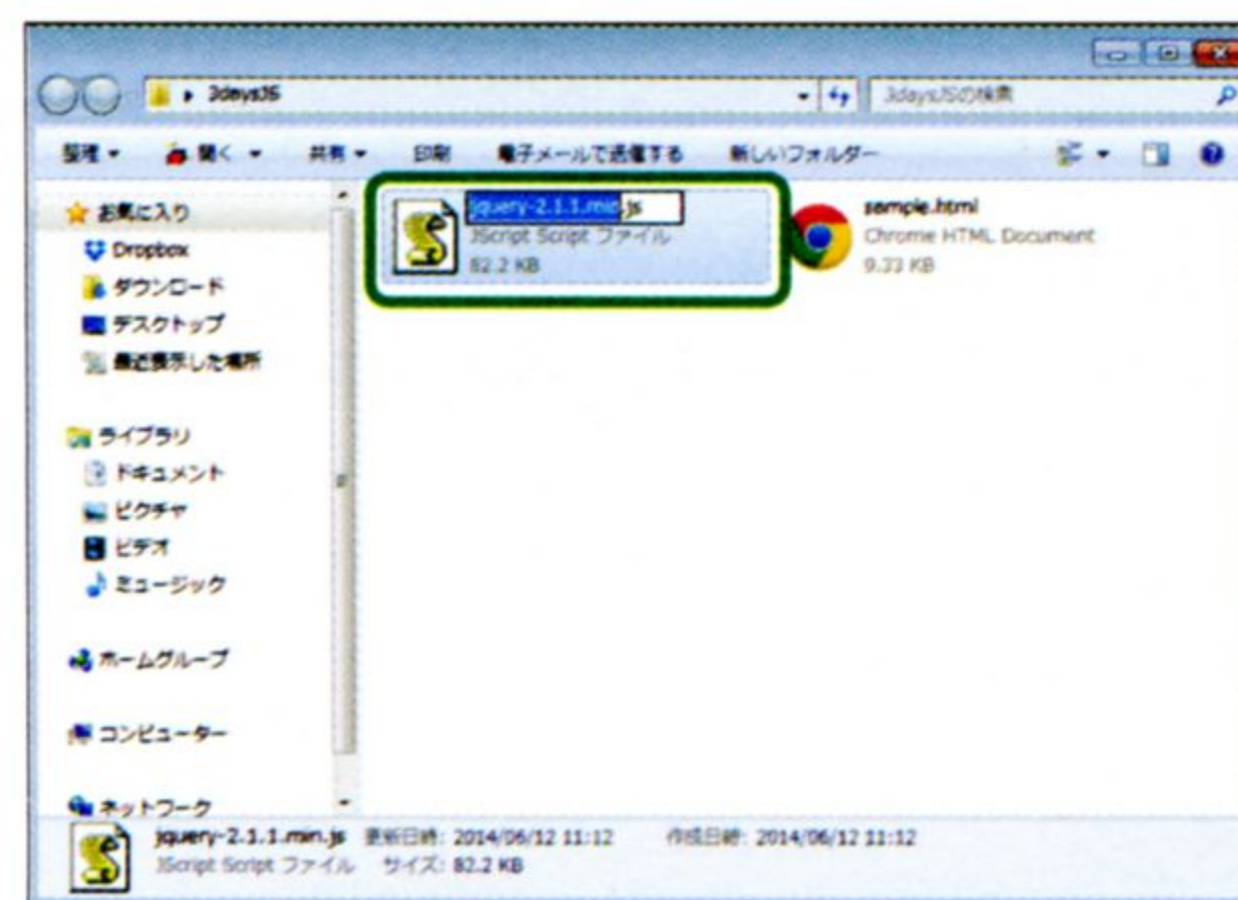 3daysJS
3daysJSの検索
整理 開く 共有 印刷 電子メールで送信する 新しいフォルダー
お気に入り
Dropbox
ダウンロード
デスクトップ
最近表示した場所
ライブラリ
ドキュメント
ピクチャ
ビデオ
ミュージック
ホームグループ
コンピューター
ネットワーク
jquery-2.1.1.min.js
JScript Script ファイル
82.2 KB
sample.html
Chrome HTML Document
9.33 KB
jquery-2.1.1.min.js 更新日時: 2014/06/12 11:12 作成日時: 2014/06/12 11:12
JScript Script ファイル サイズ: 82.2 KB